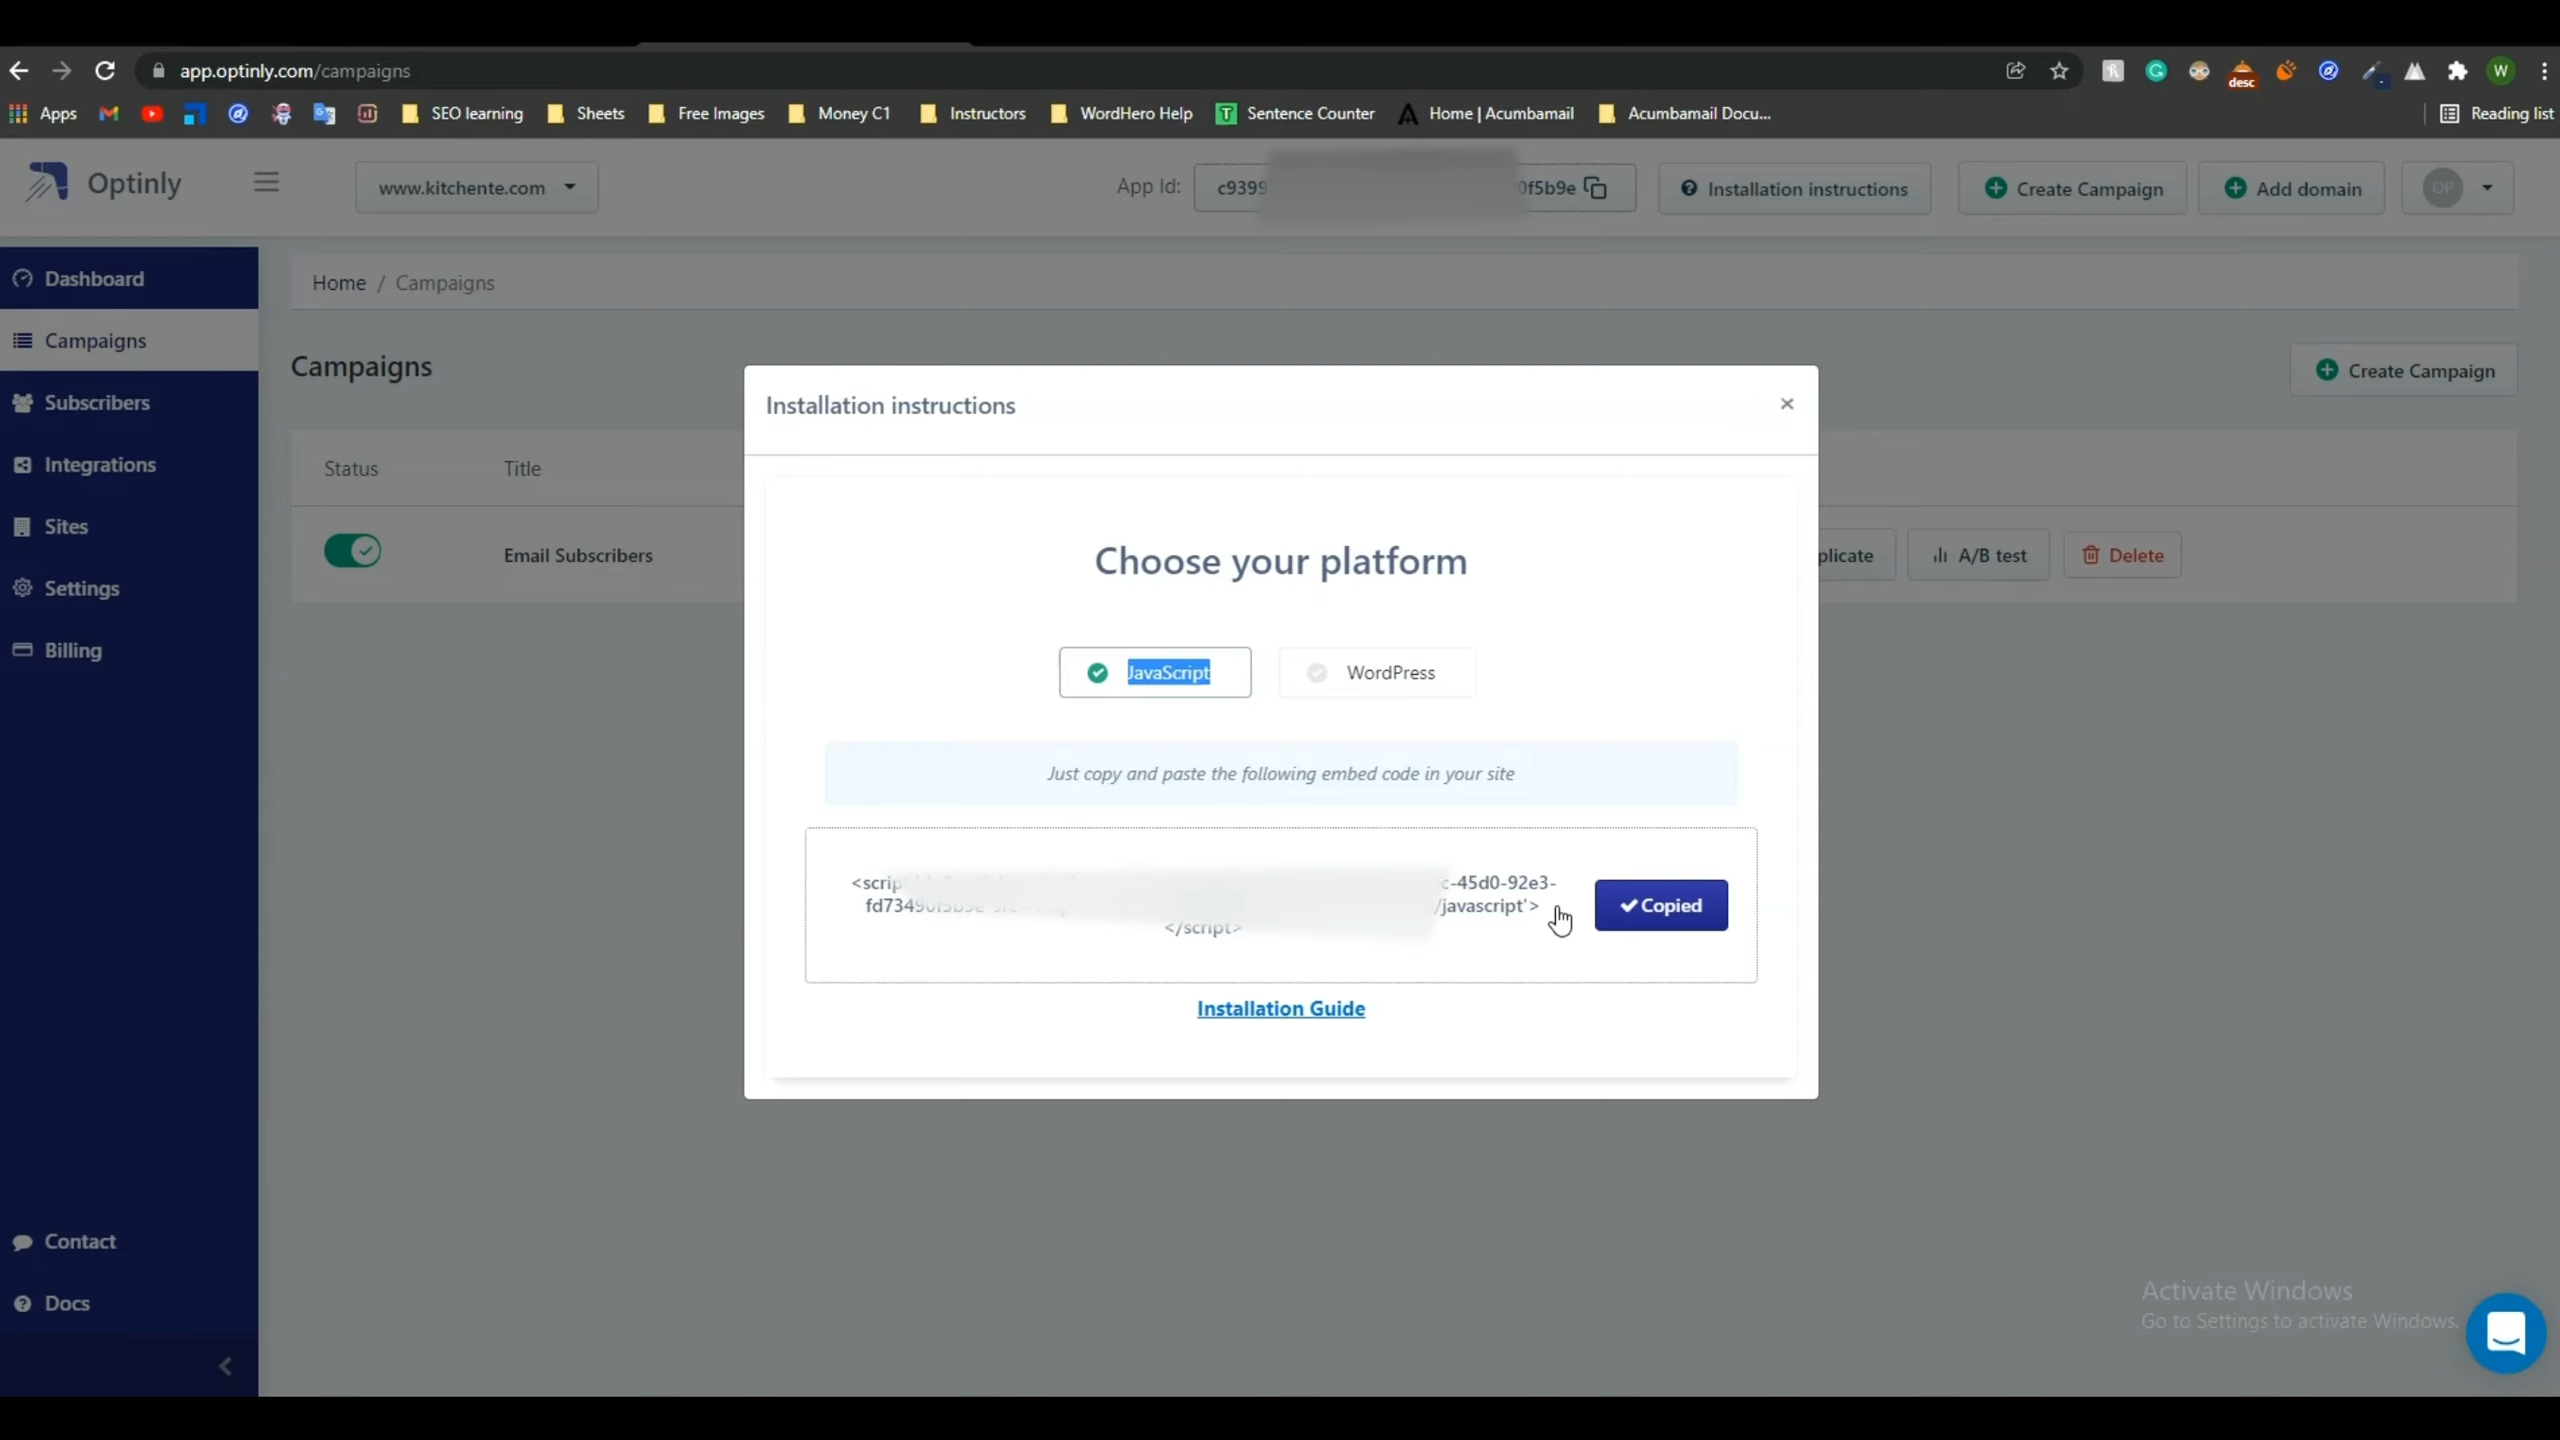 app.optinly.com/campaigns
desc
W
Apps
SEO learning
Sheets
Free Images
Money C1
Instructors
WordHero Help
Sentence Counter
Home | Acumbamail
Acumbamail Docu...
Reading list
Optinly
www.kitchente.com
App Id:
c9399
0f5b9e
Installation instructions
Create Campaign
Add domain
OP
Dashboard
Campaigns
Subscribers
Integrations
Sites
Settings
Billing
Contact
Docs
Home / Campaigns
Campaigns
Create Campaign
Status
Title
Email Subscribers
plicate
A/B test
Delete
Installation instructions
×
Choose your platform
JavaScript
WordPress
Just copy and paste the following embed code in your site
<scrip c-45d0-92e3-
fd73490f5b9e /javascript'>
</script>
Copied
Installation Guide
Activate Windows
Go to Settings to activate Windows.